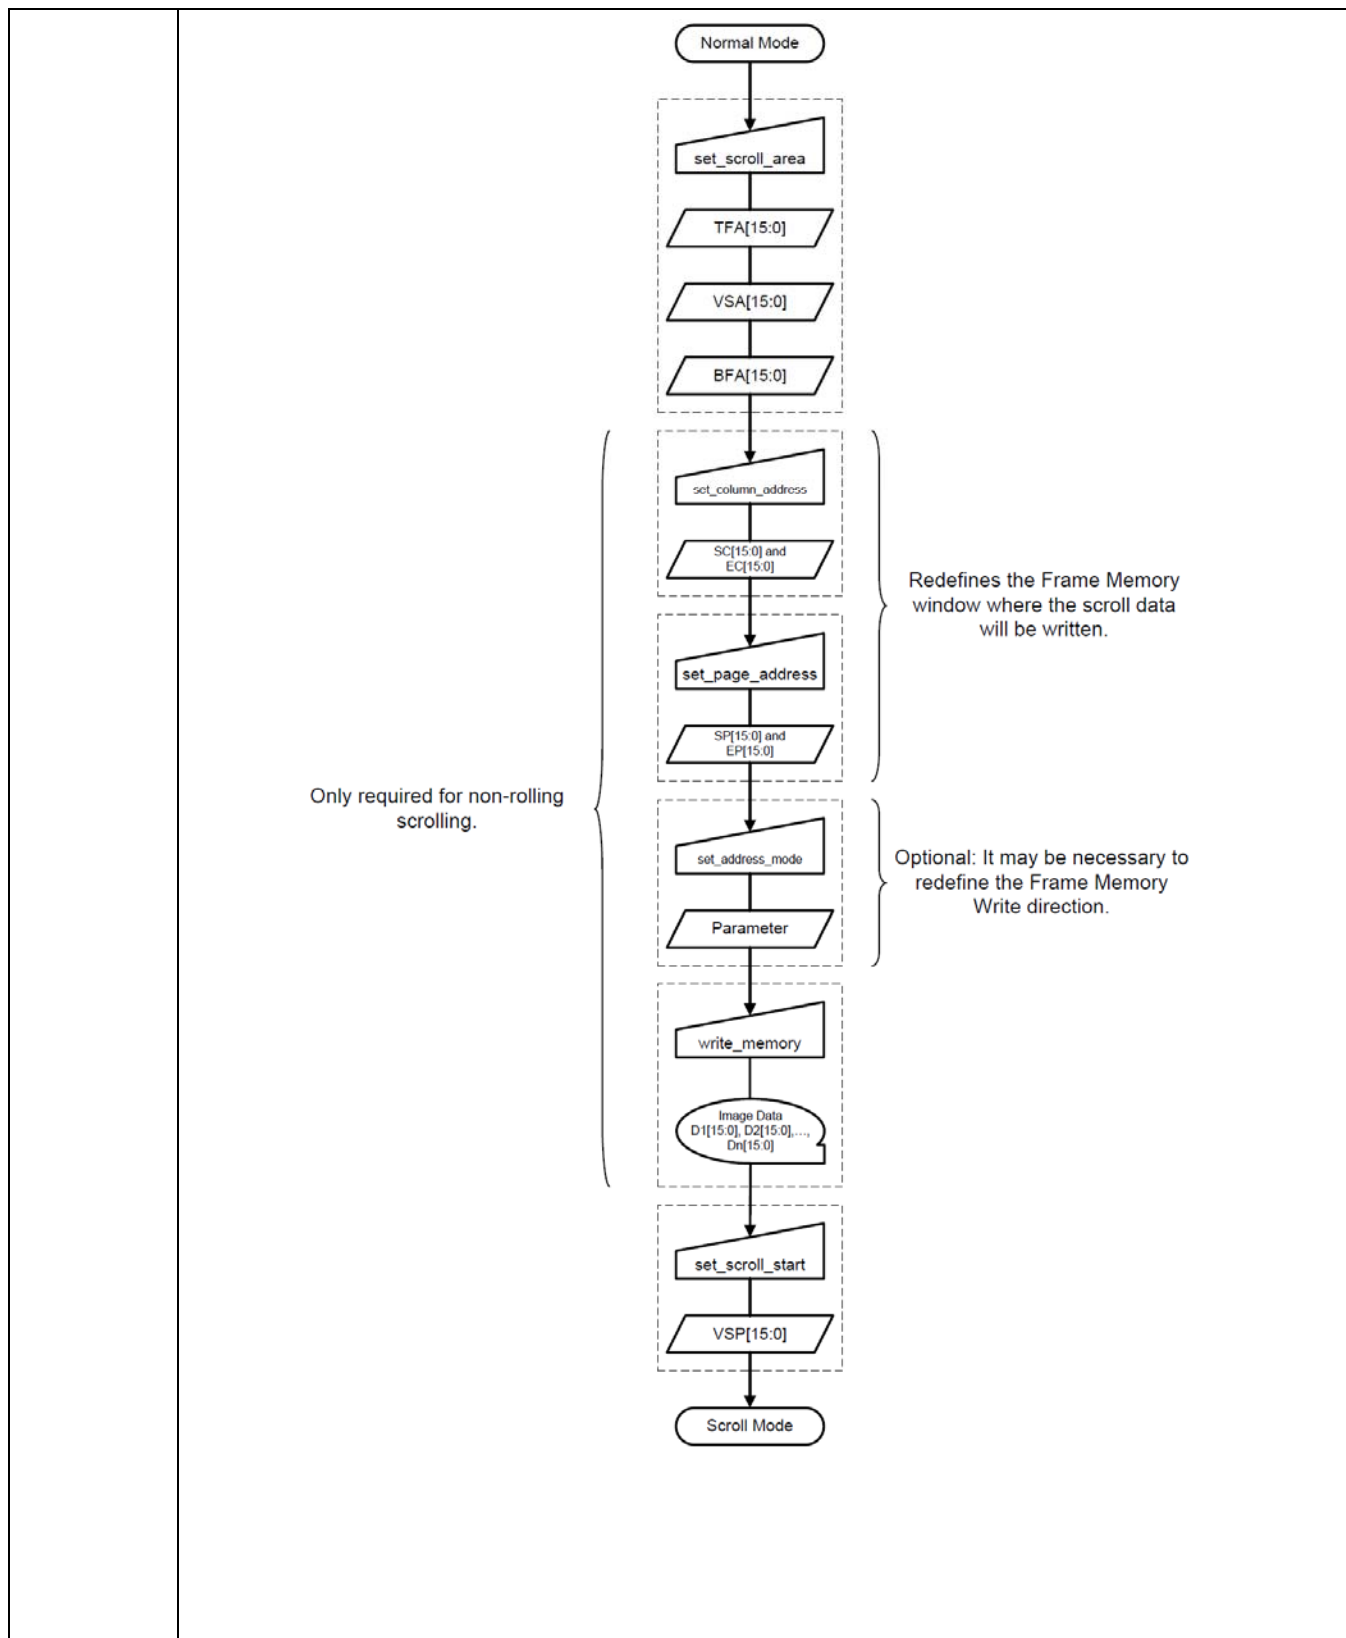 Normal Mode
set_scroll_area
TFA[15:0]
VSA[15:0]
BFA[15:0]
set_column_address
SC[15:0] and
EC[15:0]
Redefines the Frame Memory
window where the scroll data
will be written.
set_page_address
SP[15:0] and
EP[15:0]
Only required for non-rolling
scrolling.
set_address_mode
Parameter
Optional: It may be necessary to
redefine the Frame Memory
Write direction.
write_memory
Image Data
D1[15:0], D2[15:0],...,
Dn[15:0]
set_scroll_start
VSP[15:0]
Scroll Mode